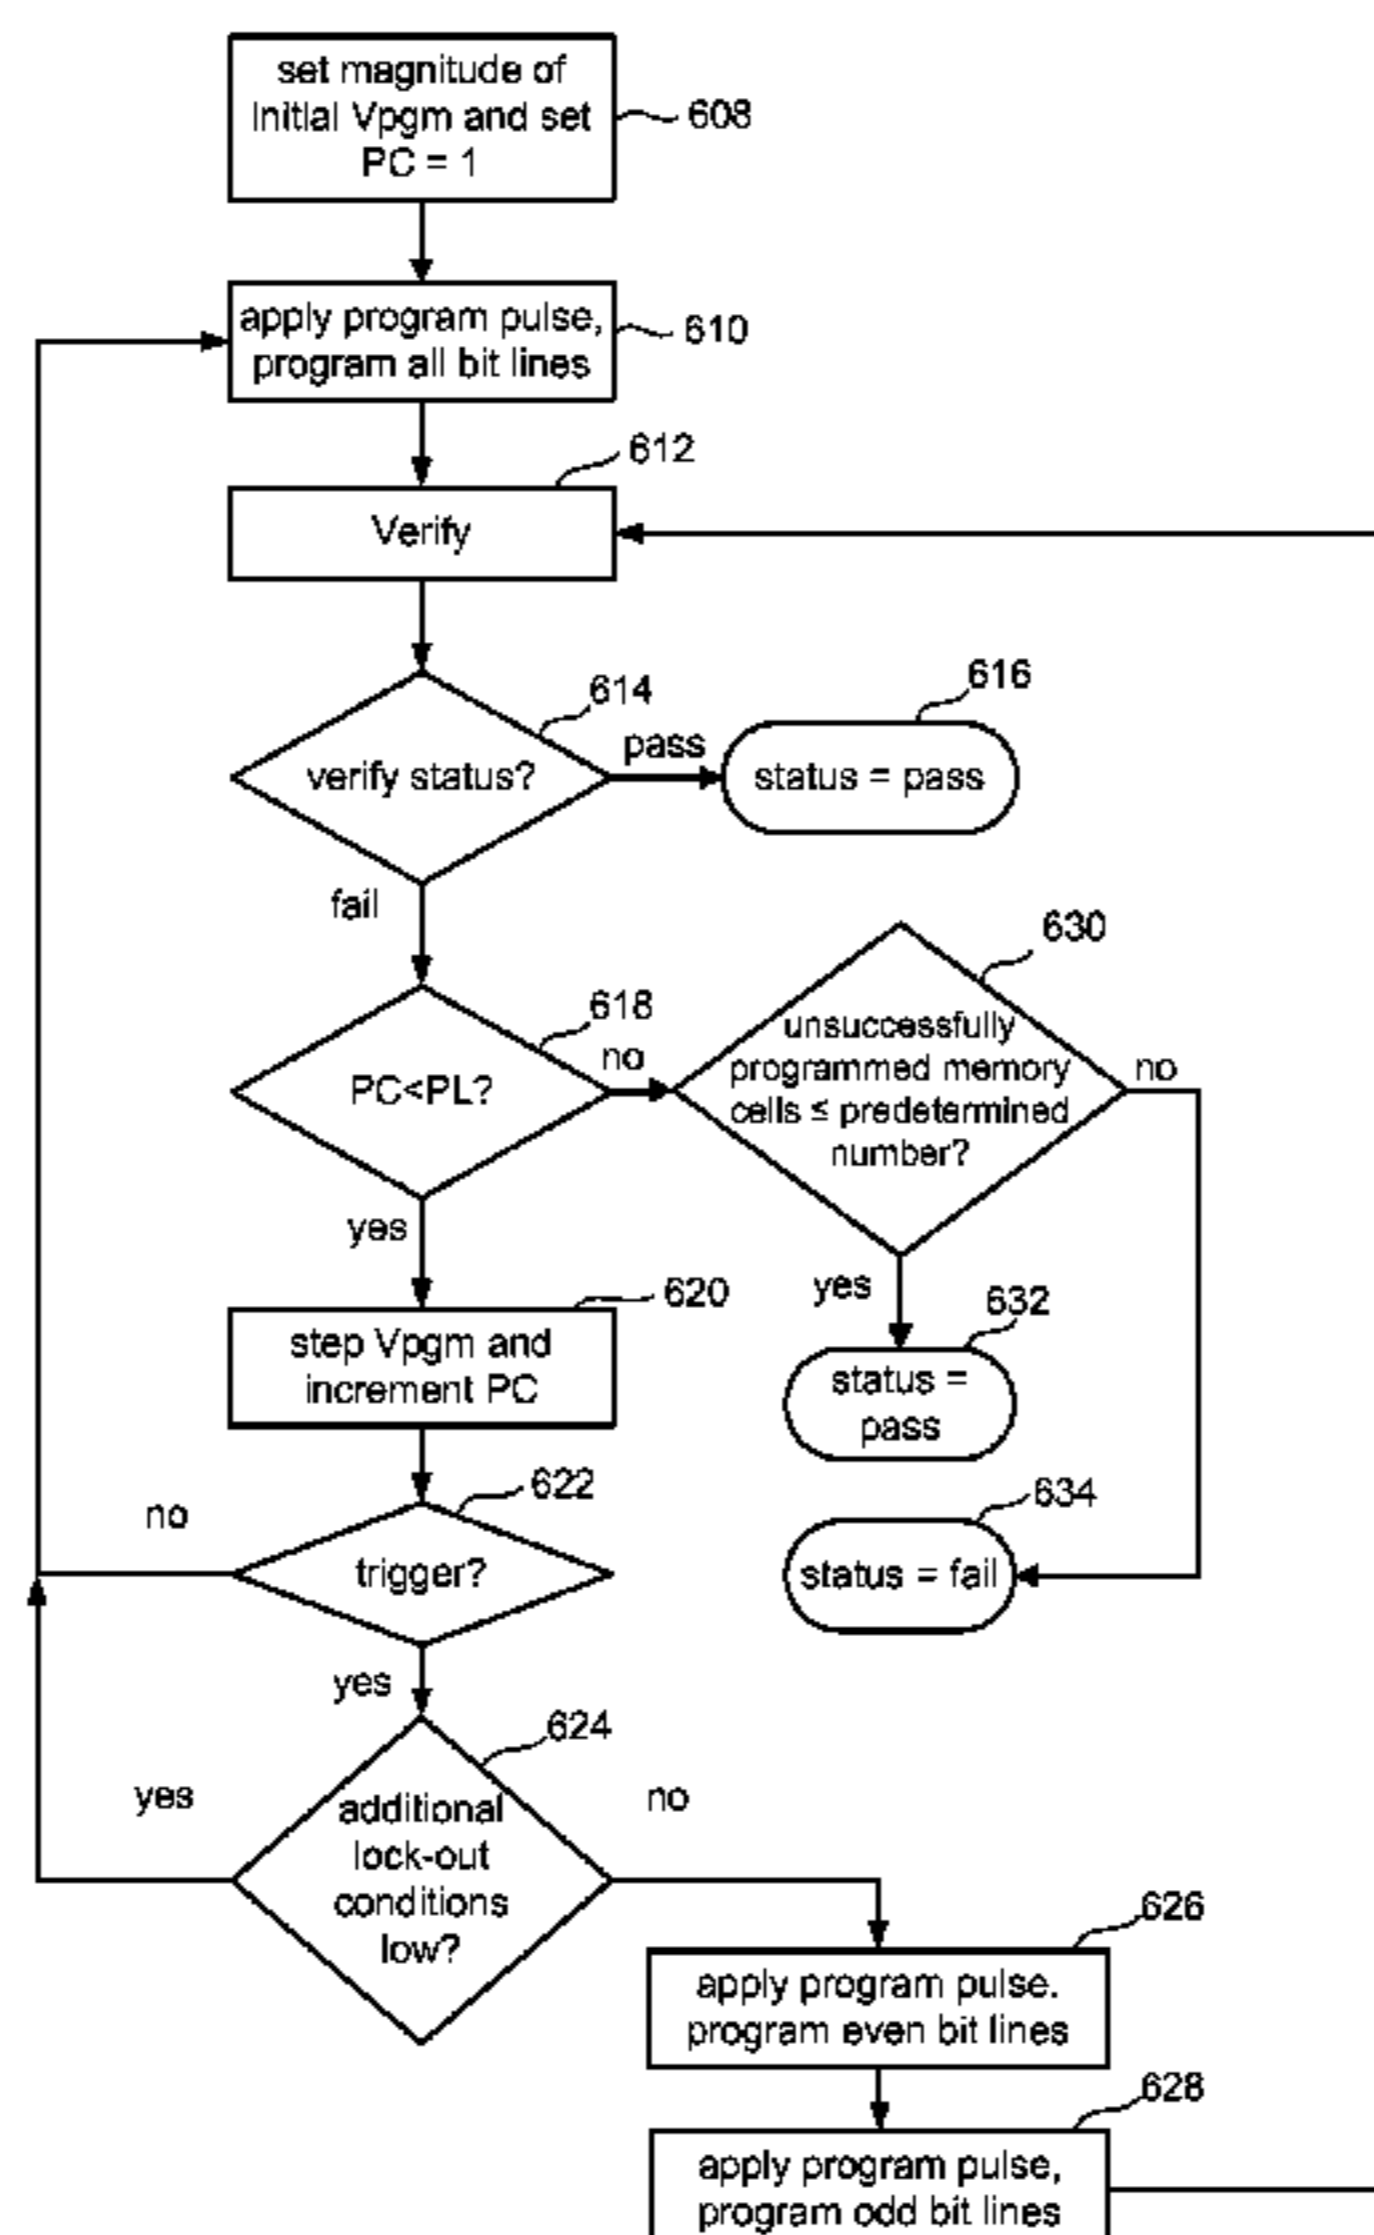 set magnitude of
initial Vpgm and set
PC = 1
608
apply program pulse,
program all bit lines
610
612
Verify
614
verify status?
pass
616
status = pass
fail
618
PC<PL?
no
630
unsuccessfully
programmed memory
cells ≤ predetermined
number?
no
yes
yes
632
status =
pass
620
step Vpgm and
increment PC
634
status = fail
622
trigger?
no
yes
624
additional
lock-out
conditions
low?
yes
no
626
apply program pulse.
program even bit lines
628
apply program pulse,
program odd bit lines